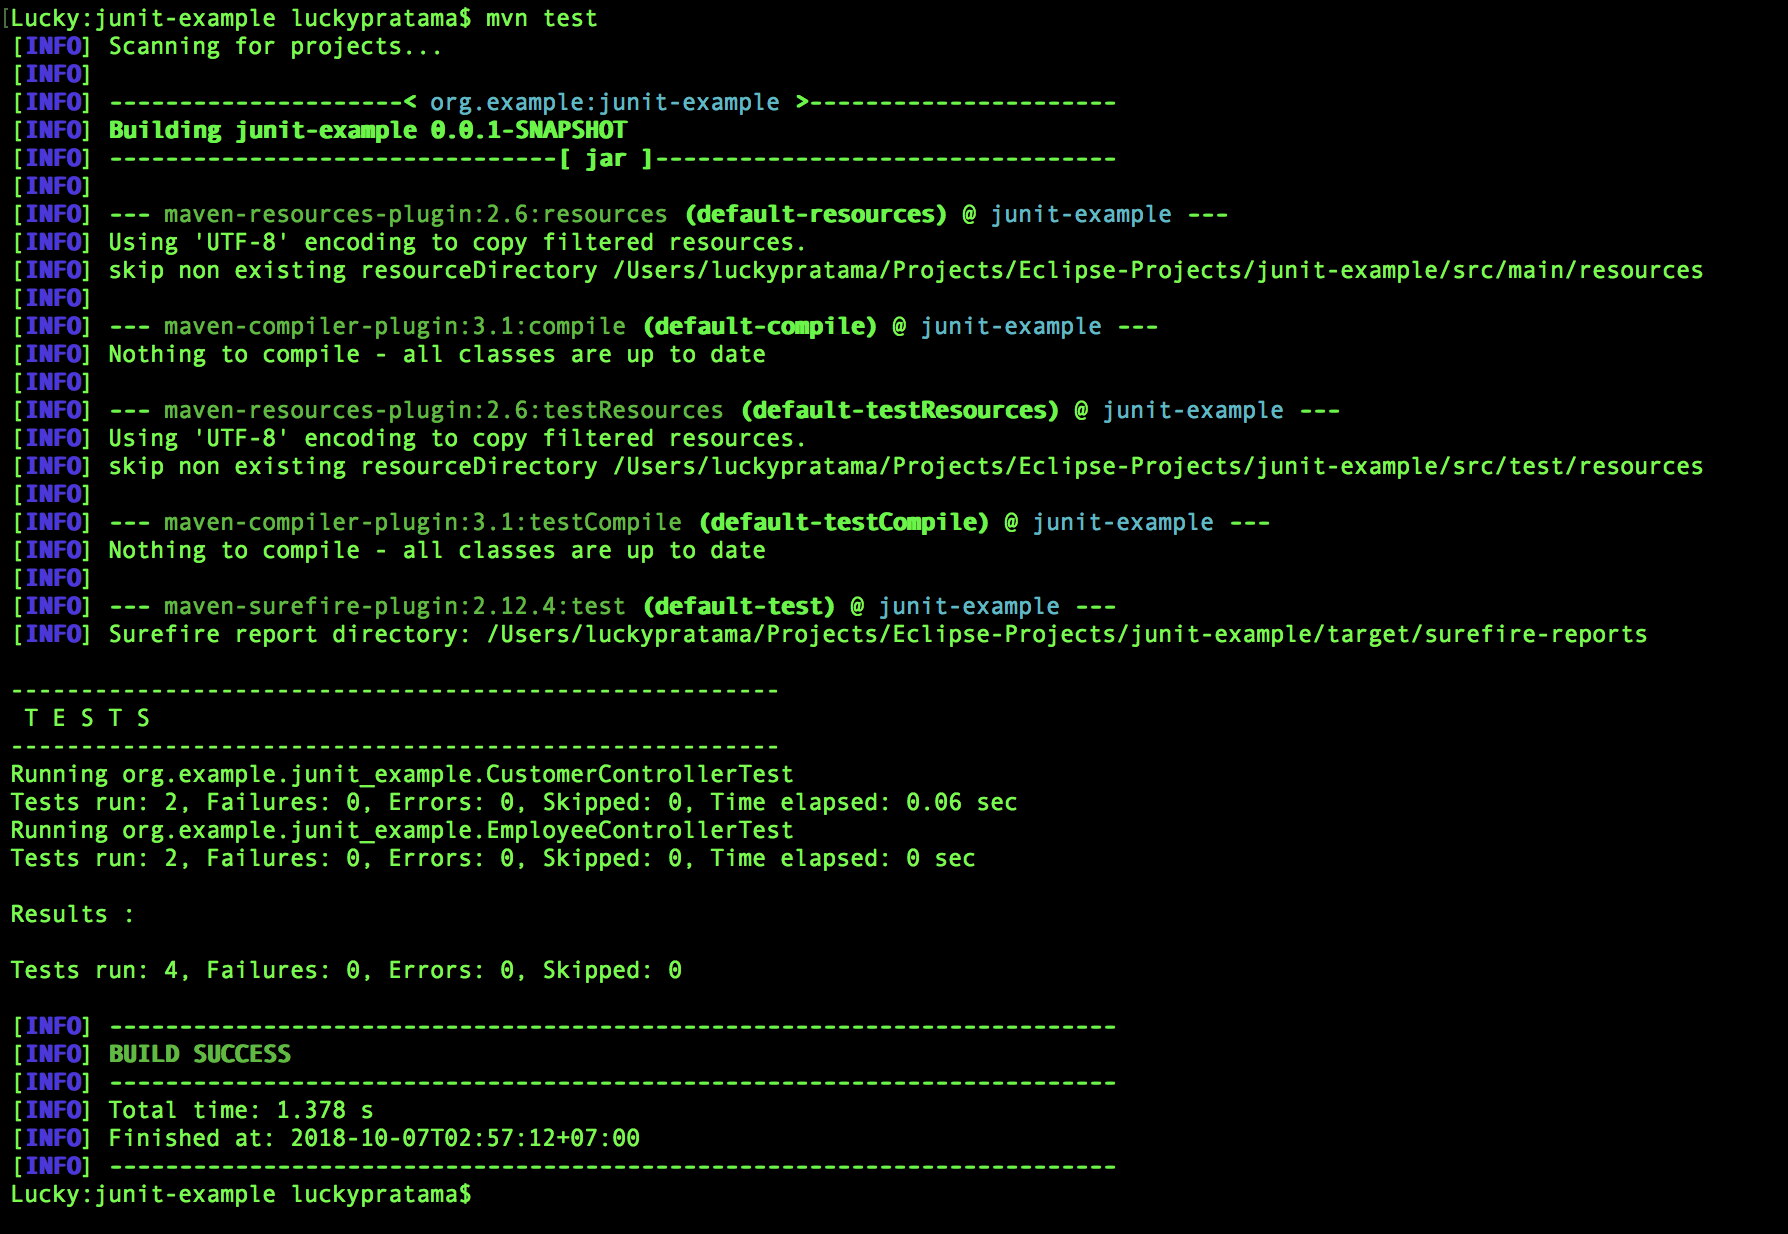 [Lucky:junit-example luckypratama$ mvn test
[INFO] Scanning for projects...
[INFO]
[INFO] ---------------------< org.example:junit-example >----------------------
[INFO] Building junit-example 0.0.1-SNAPSHOT
[INFO] --------------------------------[ jar ]---------------------------------
[INFO]
[INFO] --- maven-resources-plugin:2.6:resources (default-resources) @ junit-example ---
[INFO] Using 'UTF-8' encoding to copy filtered resources.
[INFO] skip non existing resourceDirectory /Users/luckypratama/Projects/Eclipse-Projects/junit-example/src/main/resources
[INFO]
[INFO] --- maven-compiler-plugin:3.1:compile (default-compile) @ junit-example ---
[INFO] Nothing to compile - all classes are up to date
[INFO]
[INFO] --- maven-resources-plugin:2.6:testResources (default-testResources) @ junit-example ---
[INFO] Using 'UTF-8' encoding to copy filtered resources.
[INFO] skip non existing resourceDirectory /Users/luckypratama/Projects/Eclipse-Projects/junit-example/src/test/resources
[INFO]
[INFO] --- maven-compiler-plugin:3.1:testCompile (default-testCompile) @ junit-example ---
[INFO] Nothing to compile - all classes are up to date
[INFO]
[INFO] --- maven-surefire-plugin:2.12.4:test (default-test) @ junit-example ---
[INFO] Surefire report directory: /Users/luckypratama/Projects/Eclipse-Projects/junit-example/target/surefire-reports
-------------------------------------------------------
T E S T S
-------------------------------------------------------
Running org.example.junit_example.CustomerControllerTest
Tests run: 2, Failures: 0, Errors: 0, Skipped: 0, Time elapsed: 0.06 sec
Running org.example.junit_example.EmployeeControllerTest
Tests run: 2, Failures: 0, Errors: 0, Skipped: 0, Time elapsed: 0 sec
Results :
Tests run: 4, Failures: 0, Errors: 0, Skipped: 0
[INFO] ------------------------------------------------------------------------
[INFO] BUILD SUCCESS
[INFO] ------------------------------------------------------------------------
[INFO] Total time: 1.378 s
[INFO] Finished at: 2018-10-07T02:57:12+07:00
[INFO] ------------------------------------------------------------------------
Lucky:junit-example luckypratama$